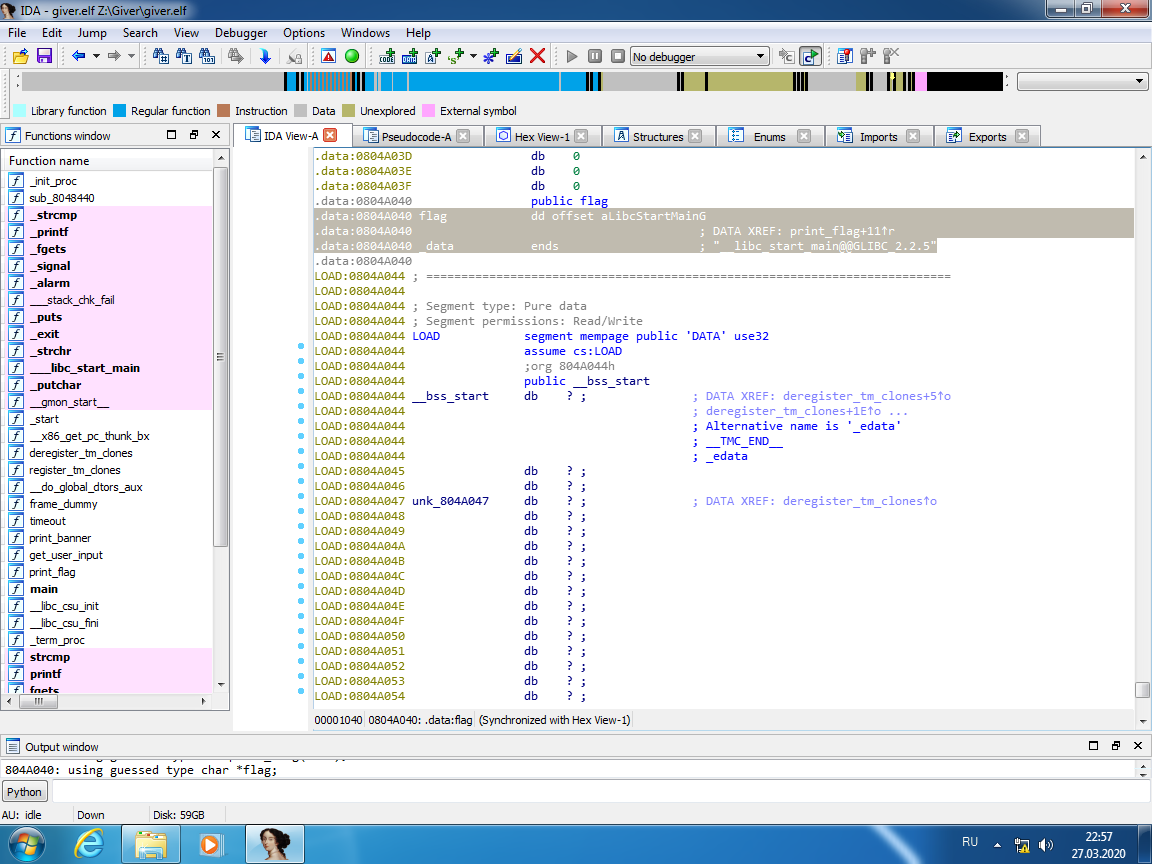 IDA - giver.elf Z:\Giver\giver.elf
File Edit Jump Search View Debugger Options Windows Help
No debugger
Library function Regular function Instruction Data Unexplored External symbol
Functions window
IDA View-A Pseudocode-A Hex View-1 Structures Enums Imports Exports
Function name
_init_proc
sub_8048440
_strcmp
_printf
_fgets
_signal
_alarm
___stack_chk_fail
_puts
_exit
_strchr
___libc_start_main
_putchar
__gmon_start__
_start
__x86_get_pc_thunk_bx
deregister_tm_clones
register_tm_clones
__do_global_dtors_aux
frame_dummy
timeout
print_banner
get_user_input
print_flag
main
__libc_csu_init
__libc_csu_fini
_term_proc
strcmp
printf
fgets
.data:0804A03D db 0
.data:0804A03E db 0
.data:0804A03F db 0
.data:0804A040 public flag
.data:0804A040 flag dd offset aLibcStartMainG
.data:0804A040 ; DATA XREF: print_flag+11↑r
.data:0804A040 _data ends ; "__libc_start_main@@GLIBC_2.2.5"
.data:0804A040
LOAD:0804A044 ; ===========================================================================
LOAD:0804A044
LOAD:0804A044 ; Segment type: Pure data
LOAD:0804A044 ; Segment permissions: Read/Write
LOAD:0804A044 LOAD segment mempage public 'DATA' use32
LOAD:0804A044 assume cs:LOAD
LOAD:0804A044 ;org 804A044h
LOAD:0804A044 public __bss_start
LOAD:0804A044 __bss_start db ? ; ; DATA XREF: deregister_tm_clones+5↑o
LOAD:0804A044 ; deregister_tm_clones+1E↑o ...
LOAD:0804A044 ; Alternative name is '_edata'
LOAD:0804A044 ; __TMC_END__
LOAD:0804A044 ; _edata
LOAD:0804A045 db ? ;
LOAD:0804A046 db ? ;
LOAD:0804A047 unk_804A047 db ? ; ; DATA XREF: deregister_tm_clones↑o
LOAD:0804A048 db ? ;
LOAD:0804A049 db ? ;
LOAD:0804A04A db ? ;
LOAD:0804A04B db ? ;
LOAD:0804A04C db ? ;
LOAD:0804A04D db ? ;
LOAD:0804A04E db ? ;
LOAD:0804A04F db ? ;
LOAD:0804A050 db ? ;
LOAD:0804A051 db ? ;
LOAD:0804A052 db ? ;
LOAD:0804A053 db ? ;
LOAD:0804A054 db ? ;
00001040 0804A040: .data:flag (Synchronized with Hex View-1)
Output window
804A040: using guessed type char *flag;
Python
AU: idle Down Disk: 59GB
RU
22:57
27.03.2020